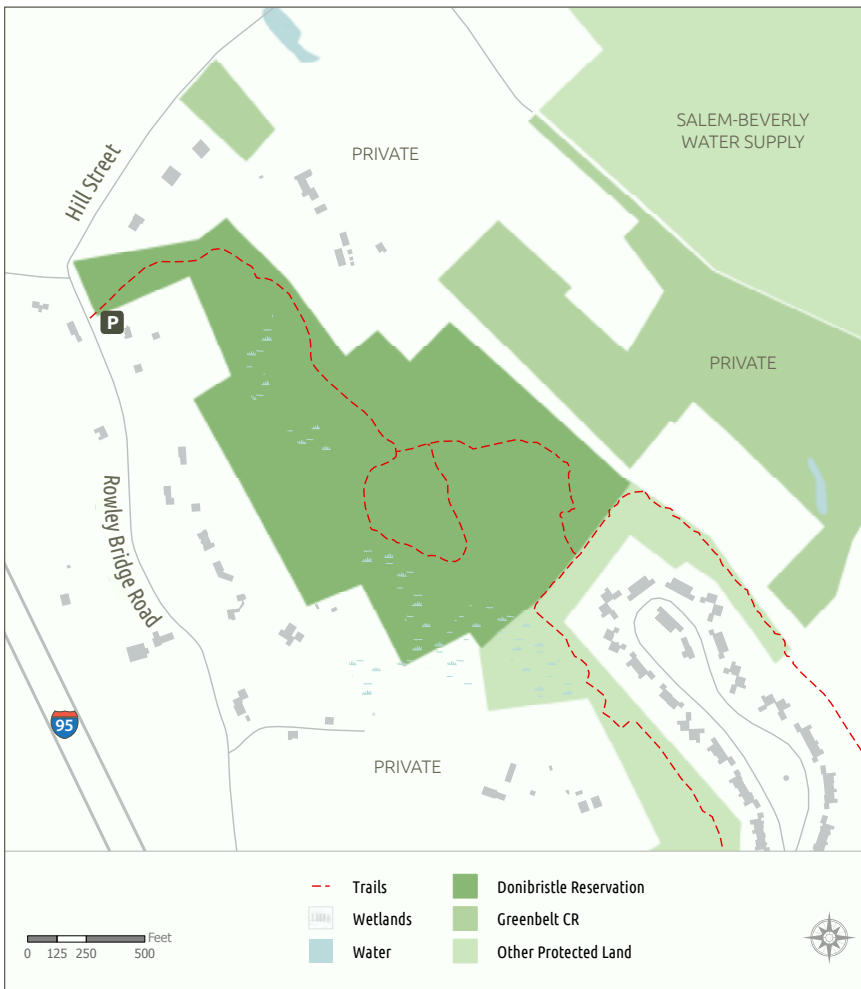 SALEM-BEVERLY
WATER SUPPLY
PRIVATE
Hill Street
P
PRIVATE
Rowley Bridge Road
95
PRIVATE
Trails
Wetlands
Water
Donibristle Reservation
Greenbelt CR
Other Protected Land
Feet
0 125 250 500